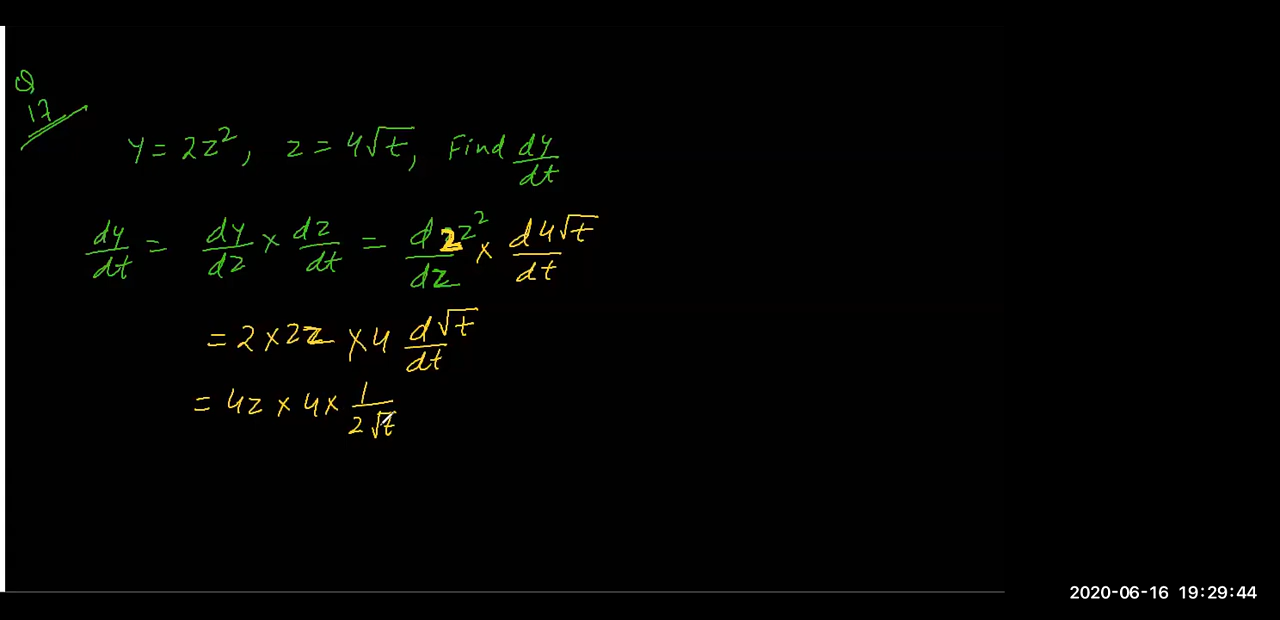 Q
17
y = 2z², z = 4√t, Find dy/dt
dy/dt = dy/dz × dz/dt = d2z²/dz × d4√t/dt
= 2×2z ×4 d√t/dt
= 4z × 4 × 1/2√t
2020-06-16 19:29:44